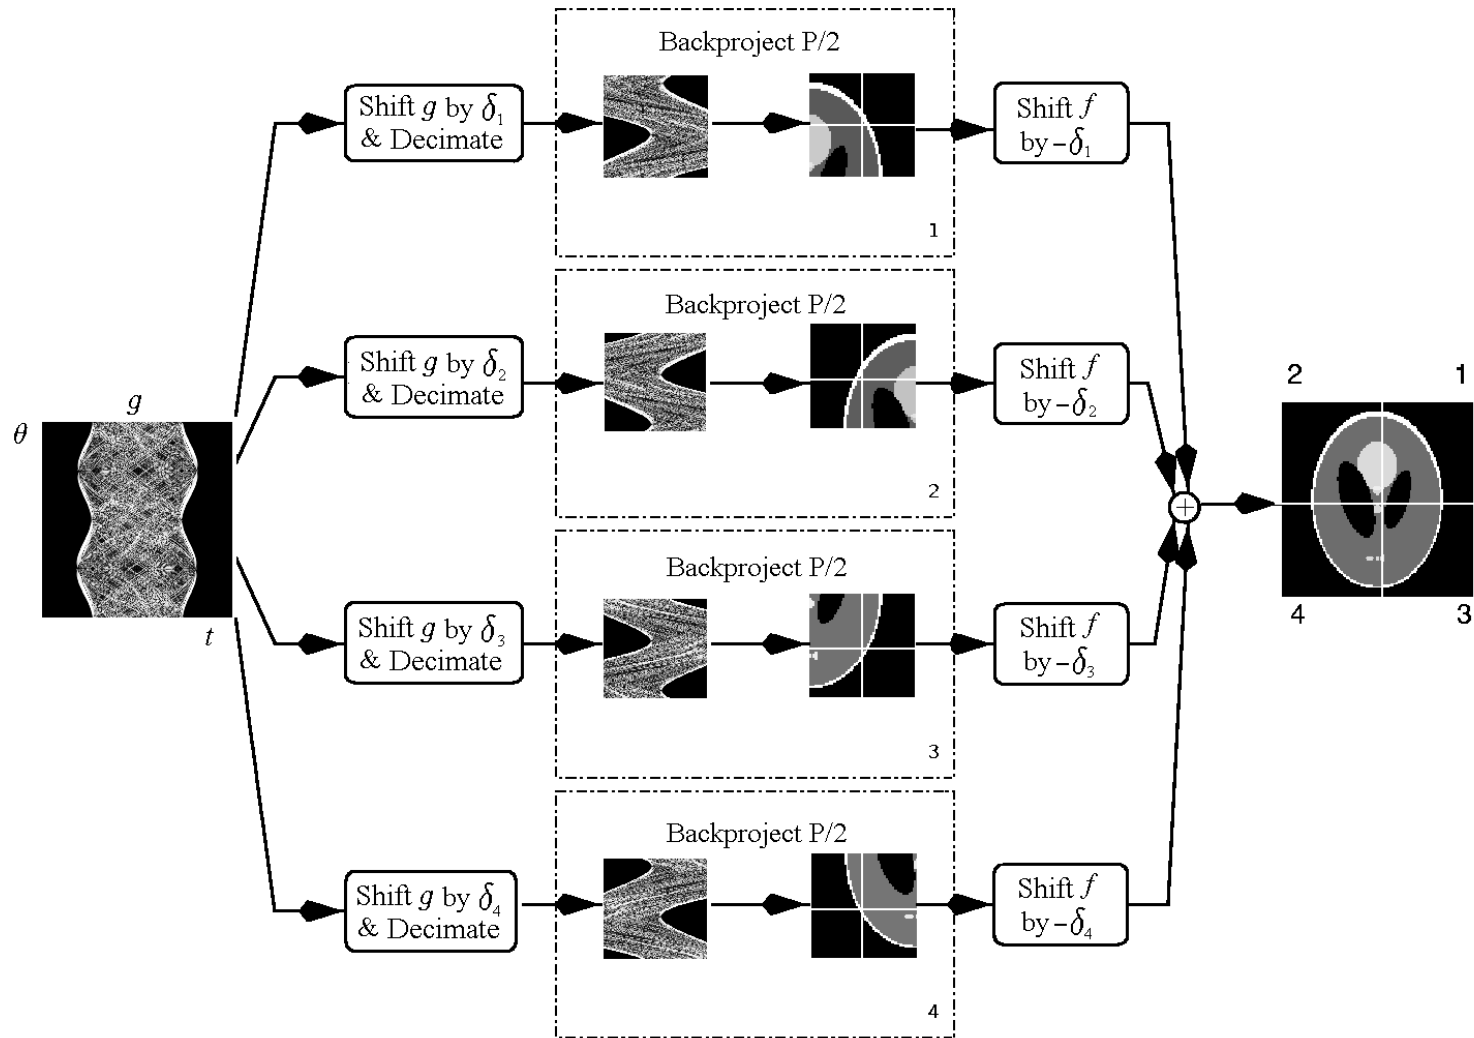 Backproject P/2
Shift g by δ₁
& Decimate
Shift f
by -δ₁
1
Backproject P/2
Shift g by δ₂
& Decimate
Shift f
by -δ₂
2
g
θ
t
2 1
4 3
+
Backproject P/2
Shift g by δ₃
& Decimate
Shift f
by -δ₃
3
Backproject P/2
Shift g by δ₄
& Decimate
Shift f
by -δ₄
4